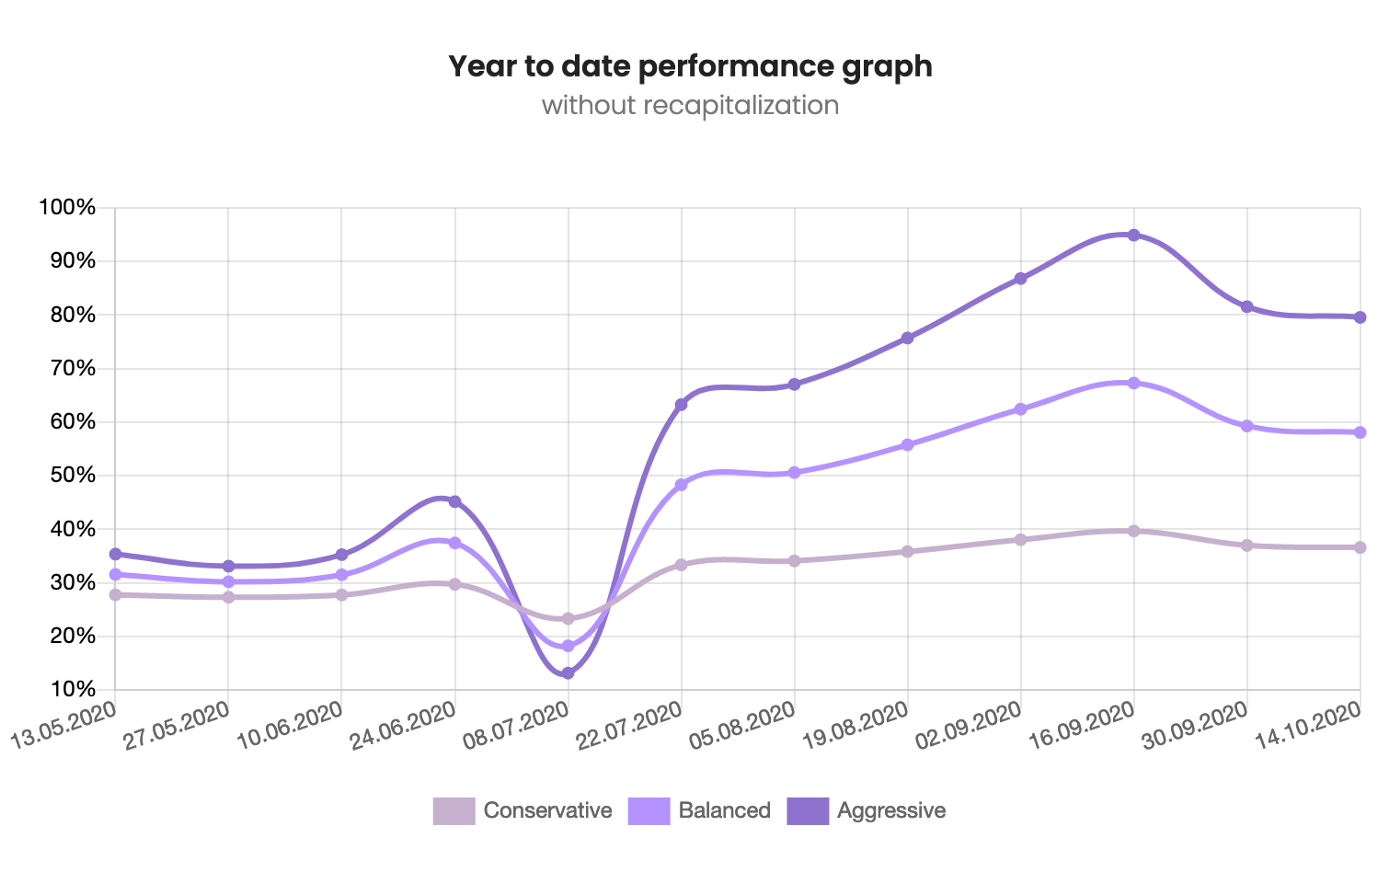 Year to date performance graph
without recapitalization
100%
90%
80%
70%
60%
50%
40%
30%
20%
10%
13.05.2020 27.05.2020 10.06.2020 24.06.2020 08.07.2020 22.07.2020 05.08.2020 19.08.2020 02.09.2020 16.09.2020 30.09.2020 14.10.2020
Conservative Balanced Aggressive